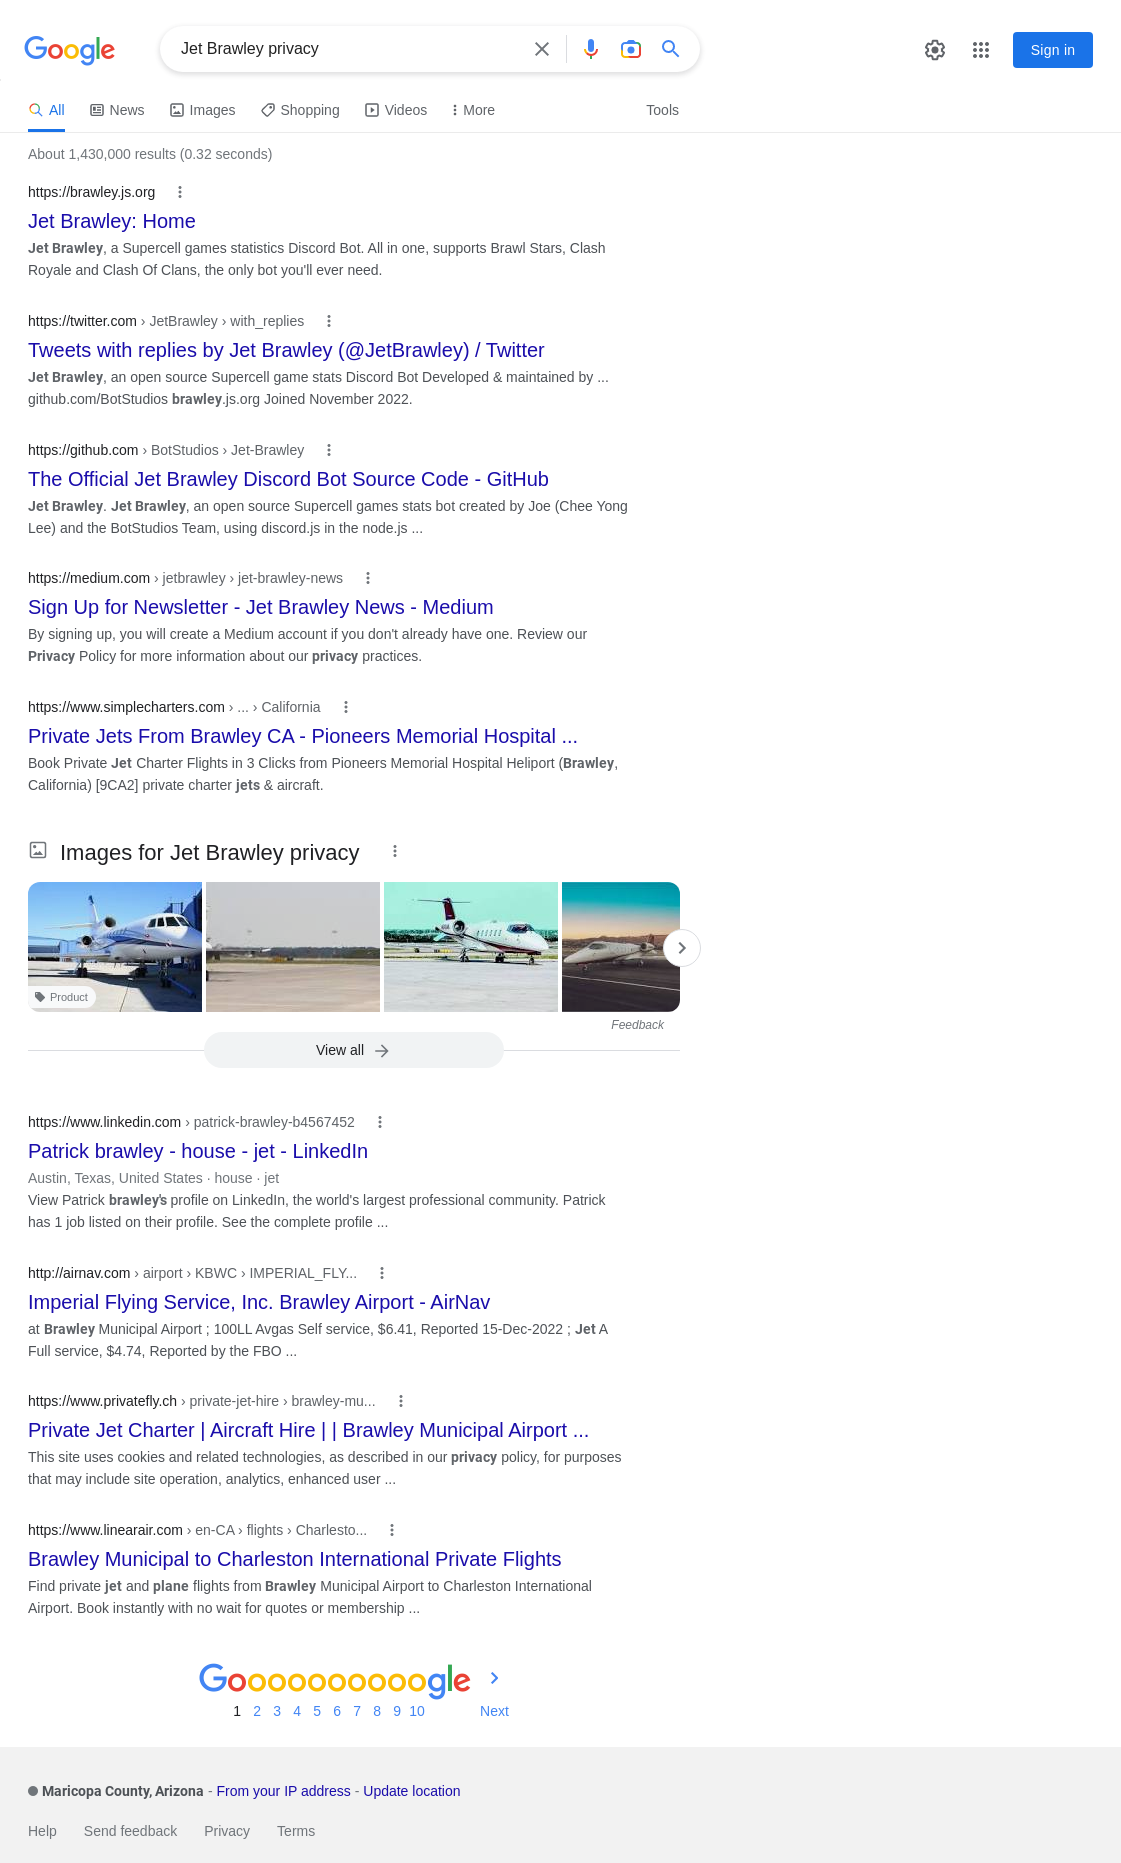 Google
Jet Brawley privacy
Sign in
All News Images Shopping Videos More Tools
About 1,430,000 results (0.32 seconds)
https://brawley.js.org
Jet Brawley: Home
Jet Brawley, a Supercell games statistics Discord Bot. All in one, supports Brawl Stars, Clash
Royale and Clash Of Clans, the only bot you'll ever need.
https://twitter.com › JetBrawley › with_replies
Tweets with replies by Jet Brawley (@JetBrawley) / Twitter
Jet Brawley, an open source Supercell game stats Discord Bot Developed & maintained by ...
github.com/BotStudios brawley.js.org Joined November 2022.
https://github.com › BotStudios › Jet-Brawley
The Official Jet Brawley Discord Bot Source Code - GitHub
Jet Brawley. Jet Brawley, an open source Supercell games stats bot created by Joe (Chee Yong
Lee) and the BotStudios Team, using discord.js in the node.js ...
https://medium.com › jetbrawley › jet-brawley-news
Sign Up for Newsletter - Jet Brawley News - Medium
By signing up, you will create a Medium account if you don't already have one. Review our
Privacy Policy for more information about our privacy practices.
https://www.simplecharters.com › ... › California
Private Jets From Brawley CA - Pioneers Memorial Hospital ...
Book Private Jet Charter Flights in 3 Clicks from Pioneers Memorial Hospital Heliport (Brawley,
California) [9CA2] private charter jets & aircraft.
Images for Jet Brawley privacy
Product
Feedback
View all
https://www.linkedin.com › patrick-brawley-b4567452
Patrick brawley - house - jet - LinkedIn
Austin, Texas, United States · house · jet
View Patrick brawley's profile on LinkedIn, the world's largest professional community. Patrick
has 1 job listed on their profile. See the complete profile ...
http://airnav.com › airport › KBWC › IMPERIAL_FLY...
Imperial Flying Service, Inc. Brawley Airport - AirNav
at Brawley Municipal Airport ; 100LL Avgas Self service, $6.41, Reported 15-Dec-2022 ; Jet A
Full service, $4.74, Reported by the FBO ...
https://www.privatefly.ch › private-jet-hire › brawley-mu...
Private Jet Charter | Aircraft Hire | | Brawley Municipal Airport ...
This site uses cookies and related technologies, as described in our privacy policy, for purposes
that may include site operation, analytics, enhanced user ...
https://www.linearair.com › en-CA › flights › Charlesto...
Brawley Municipal to Charleston International Private Flights
Find private jet and plane flights from Brawley Municipal Airport to Charleston International
Airport. Book instantly with no wait for quotes or membership ...
Goooooooooogle
1 2 3 4 5 6 7 8 9 10 Next
Maricopa County, Arizona - From your IP address - Update location
Help Send feedback Privacy Terms